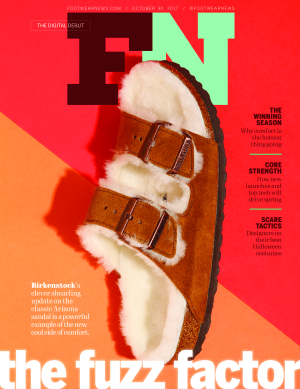 FOOTWEARNEWS.COM / OCTOBER 30, 2017 / @FOOTWEARNEWS
THE DIGITAL DEBUT
FN
THE
WINNING
SEASON
Why comfort is
the hottest
thing going
CORE
STRENGTH
How new
launches and
top tech will
drive spring
SCARE
TACTICS
Designers on
their best
Halloween
costumes
Birkenstock's
clever shearling
update on the
classic Arizona
sandal is a powerful
example of the new
cool side of comfort.
the fuzz factor